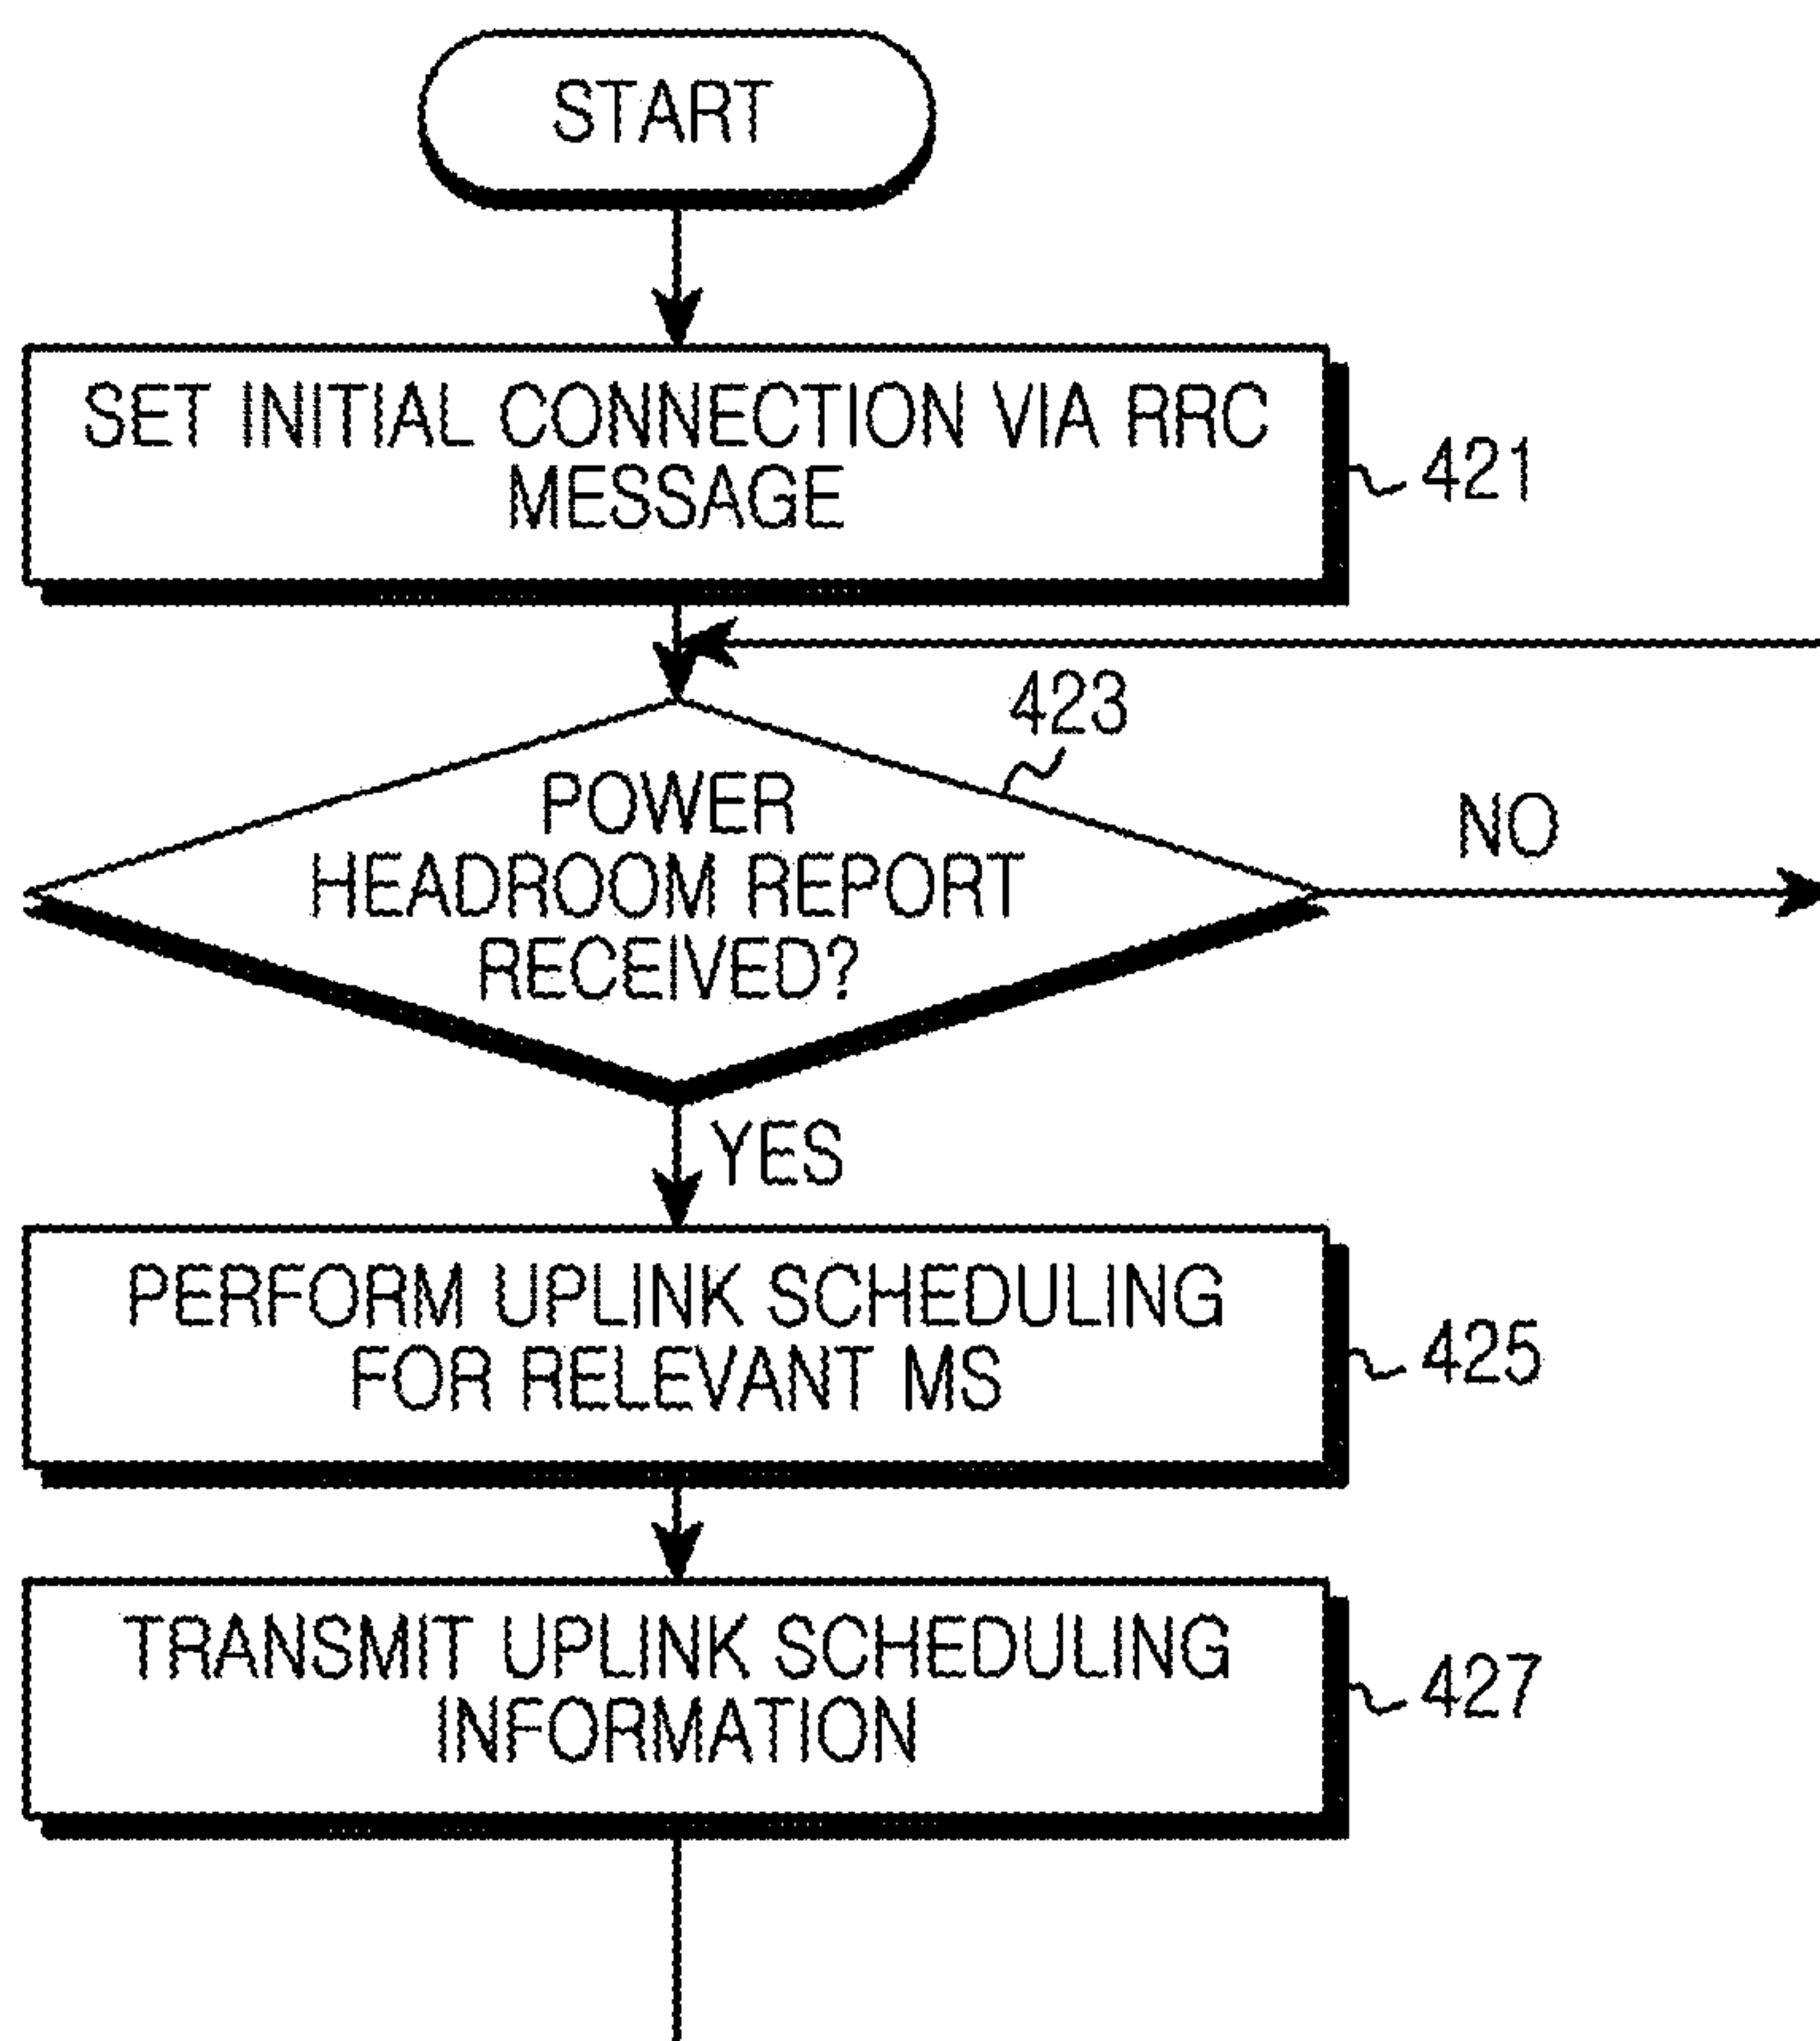 START
SET INITIAL CONNECTION VIA RRC
MESSAGE
421
423
POWER
HEADROOM REPORT
RECEIVED?
NO
YES
PERFORM UPLINK SCHEDULING
FOR RELEVANT MS
425
TRANSMIT UPLINK SCHEDULING
INFORMATION
427